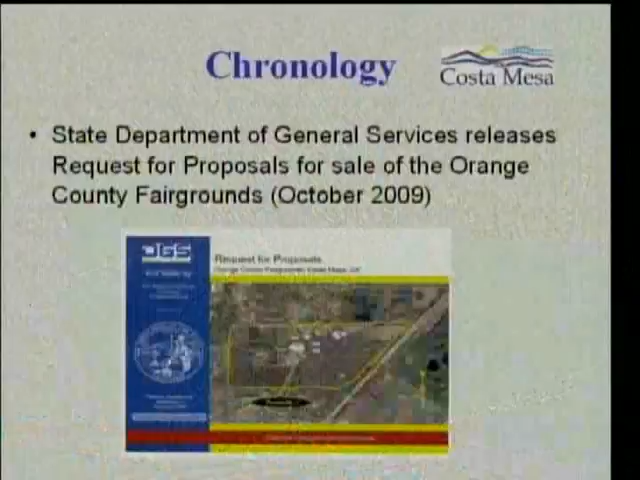 Chronology
Costa Mesa
• State Department of General Services releases
Request for Proposals for sale of the Orange
County Fairgrounds (October 2009)
DGS
Request for Proposals